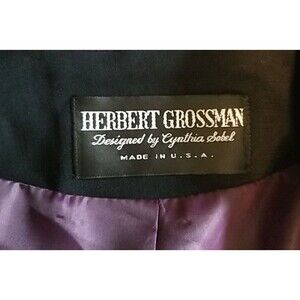 HERBERT GROSSMAN
Designed by Cynthia Sobel
MADE IN U.S.A.